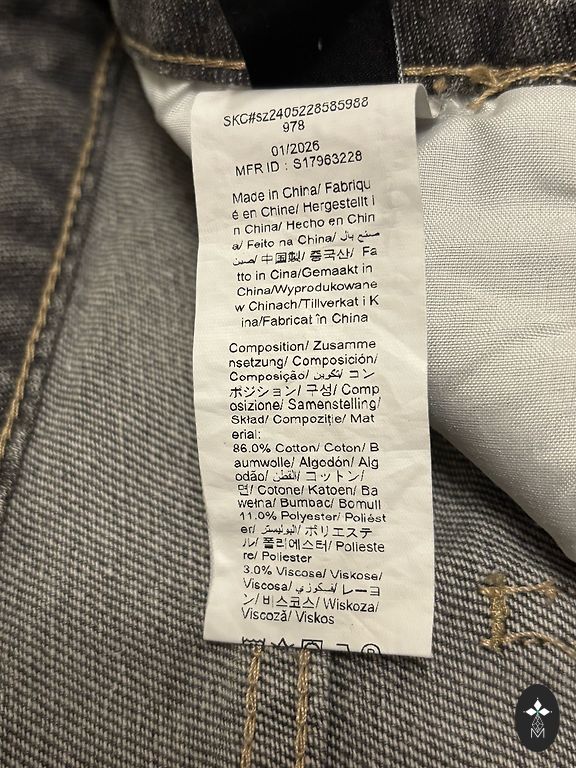 SKC#sz2405228585988
978
01/2026
MFR ID : S17963228
Made in China/ Fabriqu
é en Chine/ Hergestellt i
n China/ Hecho en Chin
a/ Feito na China/ صنع بال
صين/ 中国製/ 중국산/ Fa
tto in Cina/Gemaakt in
China/Wyprodukowane
w Chinach/Tillverkat i K
ina/Fabricat în China
Composition/ Zusamme
nsetzung/ Composición/
Composição/ تكوين/ コン
ポジション/ 구성/ Comp
osizione/ Samenstelling/
Skład/ Compoziție/ Mat
erial:
86.0% Cotton/ Coton/ B
aumwolle/ Algodón/ Alg
odão/ القطن/ コットン/
면/ Cotone/ Katoen/ Ba
wełna/ Bumbac/ Bomull
11.0% Polyester/ Poliést
er/ البوليستر/ ポリエステ
ル/ 폴리에스터/ Polieste
re/ Poliester
3.0% Viscose/ Viskose/
Viscosa/ فسكوزي/ レーヨ
ン/ 비스코스/ Wiskoza/
Viscoză/ Viskos
M